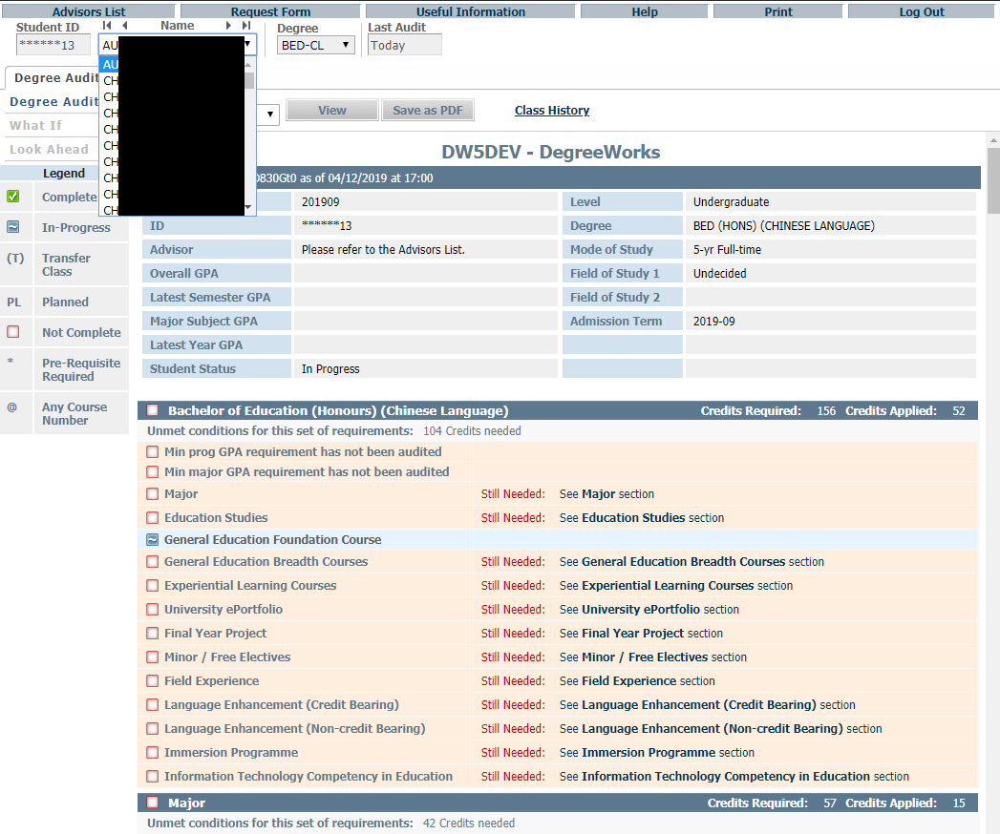 Advisors List Request Form Useful Information Help Print Log Out
Student ID Name Degree Last Audit
******13 AU BED-CL Today
AU
CH
CH
CH
CH
CH
CH
CH
CH
CH
Degree Audit
Degree Audit View Save as PDF Class History
What If
Look Ahead
DW5DEV - DegreeWorks
Legend
Complete
In-Progress
(T) Transfer Class
PL Planned
Not Complete
* Pre-Requisite Required
@ Any Course Number
0830Gt0 as of 04/12/2019 at 17:00
201909 Level Undergraduate
ID ******13 Degree BED (HONS) (CHINESE LANGUAGE)
Advisor Please refer to the Advisors List. Mode of Study 5-yr Full-time
Overall GPA Field of Study 1 Undecided
Latest Semester GPA Field of Study 2
Major Subject GPA Admission Term 2019-09
Latest Year GPA
Student Status In Progress
Bachelor of Education (Honours) (Chinese Language) Credits Required: 156 Credits Applied: 52
Unmet conditions for this set of requirements: 104 Credits needed
Min prog GPA requirement has not been audited
Min major GPA requirement has not been audited
Major Still Needed: See Major section
Education Studies Still Needed: See Education Studies section
General Education Foundation Course
General Education Breadth Courses Still Needed: See General Education Breadth Courses section
Experiential Learning Courses Still Needed: See Experiential Learning Courses section
University ePortfolio Still Needed: See University ePortfolio section
Final Year Project Still Needed: See Final Year Project section
Minor / Free Electives Still Needed: See Minor / Free Electives section
Field Experience Still Needed: See Field Experience section
Language Enhancement (Credit Bearing) Still Needed: See Language Enhancement (Credit Bearing) section
Language Enhancement (Non-credit Bearing) Still Needed: See Language Enhancement (Non-credit Bearing) section
Immersion Programme Still Needed: See Immersion Programme section
Information Technology Competency in Education Still Needed: See Information Technology Competency in Education section
Major Credits Required: 57 Credits Applied: 15
Unmet conditions for this set of requirements: 42 Credits needed